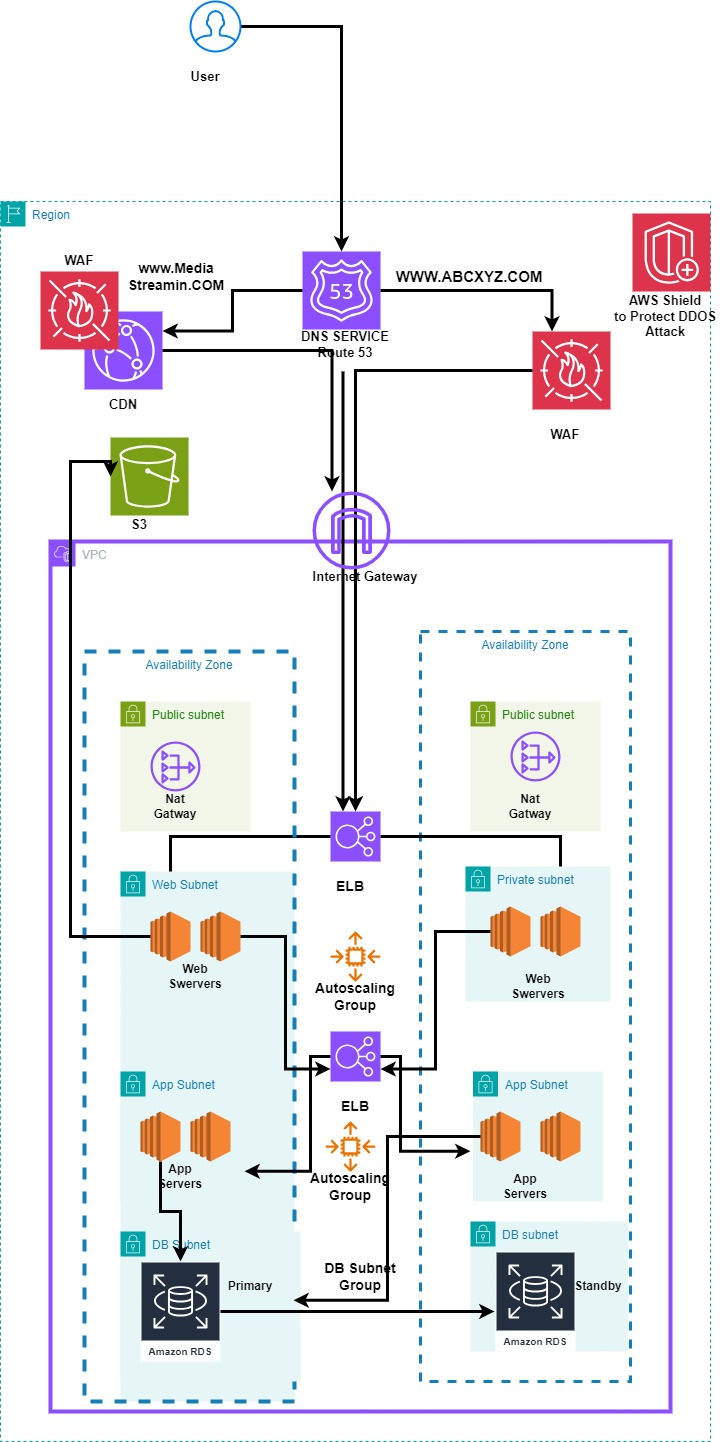 User
Region
WAF
www.Media
Streamin.COM
53
WWW.ABCXYZ.COM
AWS Shield
to Protect DDOS
Attack
DNS SERVICE
Route 53
CDN
WAF
S3
VPC
Internet Gateway
Availability Zone
Availability Zone
Public subnet
Public subnet
Nat
Gatway
Nat
Gatway
ELB
Web Subnet
Private subnet
Web
Swervers
Web
Swervers
Autoscaling
Group
App Subnet
App Subnet
ELB
App
Servers
App
Servers
Autoscaling
Group
DB Subnet
DB subnet
DB Subnet
Group
Primary
Standby
Amazon RDS
Amazon RDS